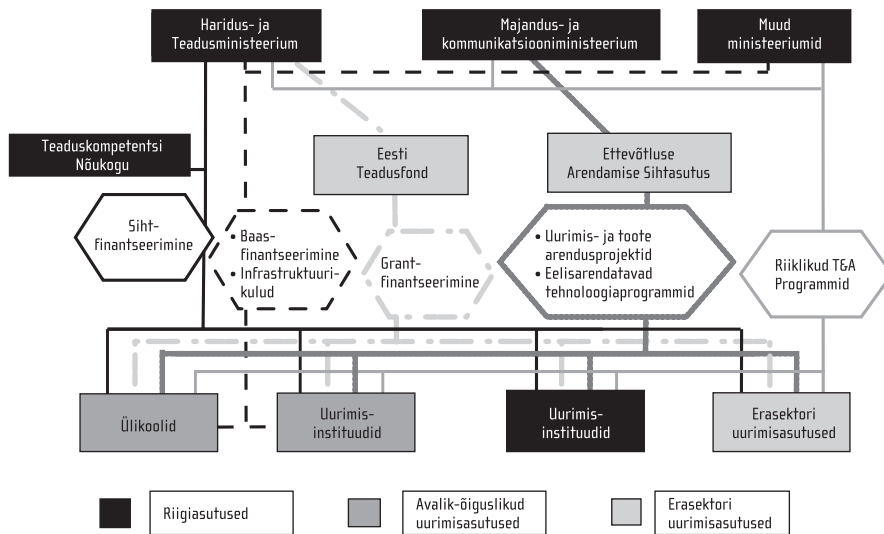 Haridus- ja
Teadusministeerium
Majandus- ja
kommunikatsiooniministeerium
Muud
ministeeriumid
Teaduskompetentsi
Nõukogu
Eesti
Teadusfond
Ettevõtluse
Arendamise Sihtasutus
Siht-
finantseerimine
• Baas-
finantseerimine
• Infrastruktuuri-
kulud
Grant-
finantseerimine
• Uurimis- ja toote
arendusprojektid
• Eelisarendatavad
tehnoloogiaprogrammid
Riiklikud T&A
Programmid
Ülikoolid
Uurimis-
instituudid
Uurimis-
instituudid
Erasektori
uurimisasutused
Riigiasutused
Avalik-õiguslikud
uurimisasutused
Erasektori
uurimisasutused